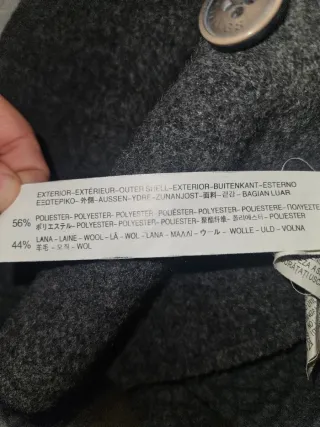 EXTERIOR-EXTÉRIEUR-OUTER SHELL-EXTERIOR-BUITENKANT-ESTERNO
ΕΞΩΤΕΡΙΚΟ-外側-AUSSEN-YDRE-ZUNANJOST-面料-겉감-BAGIAN LUAR
56% POLIESTER-POLYESTER-POLYESTER-POLIÉSTER-POLYESTER-POLIESTERE-ΠΟΛΥΕΣΤΕ
ポリエステル-POLYESTER-POLYESTER-POLIESTER-聚酯纤维-폴리에스터-POLIESTER
44% LANA-LAINE-WOOL-LÃ-WOL-LANA-ΜΑΛΛΙ-ウール-WOLLE-ULD-VOLNA
羊毛-모직-WOL